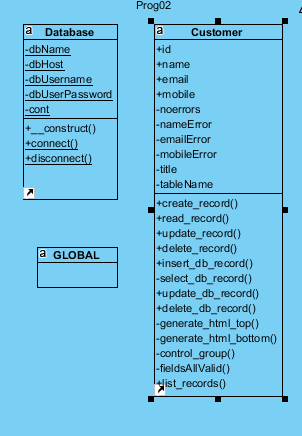 Prog02
a
Database
-dbName
-dbHost
-dbUsername
-dbUserPassword
-cont
+__construct()
+connect()
+disconnect()
a
GLOBAL
a
Customer
+id
+name
+email
+mobile
-noerrors
-nameError
-emailError
-mobileError
-title
-tableName
+create_record()
+read_record()
+update_record()
+delete_record()
+insert_db_record()
-select_db_record()
+update_db_record()
+delete_db_record()
-generate_html_top()
-generate_html_bottom()
-control_group()
-fieldsAllValid()
+list_records()